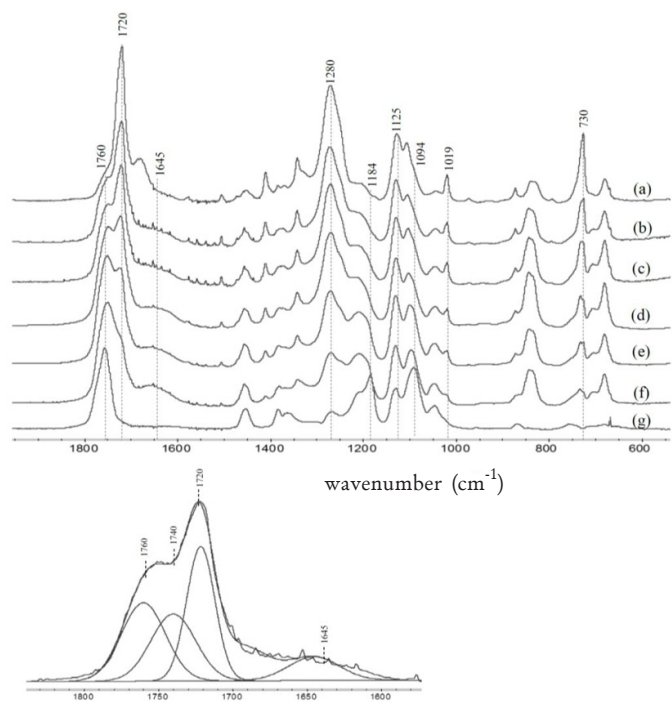 1720
1760
1645
1280
1184
1125
1094
1019
730
(a)
(b)
(c)
(d)
(e)
(f)
(g)
1800 1600 1400 1200 1000 800 600
wavenumber (cm-1)
1720
1760
1740
1645
1800 1750 1700 1650 1600